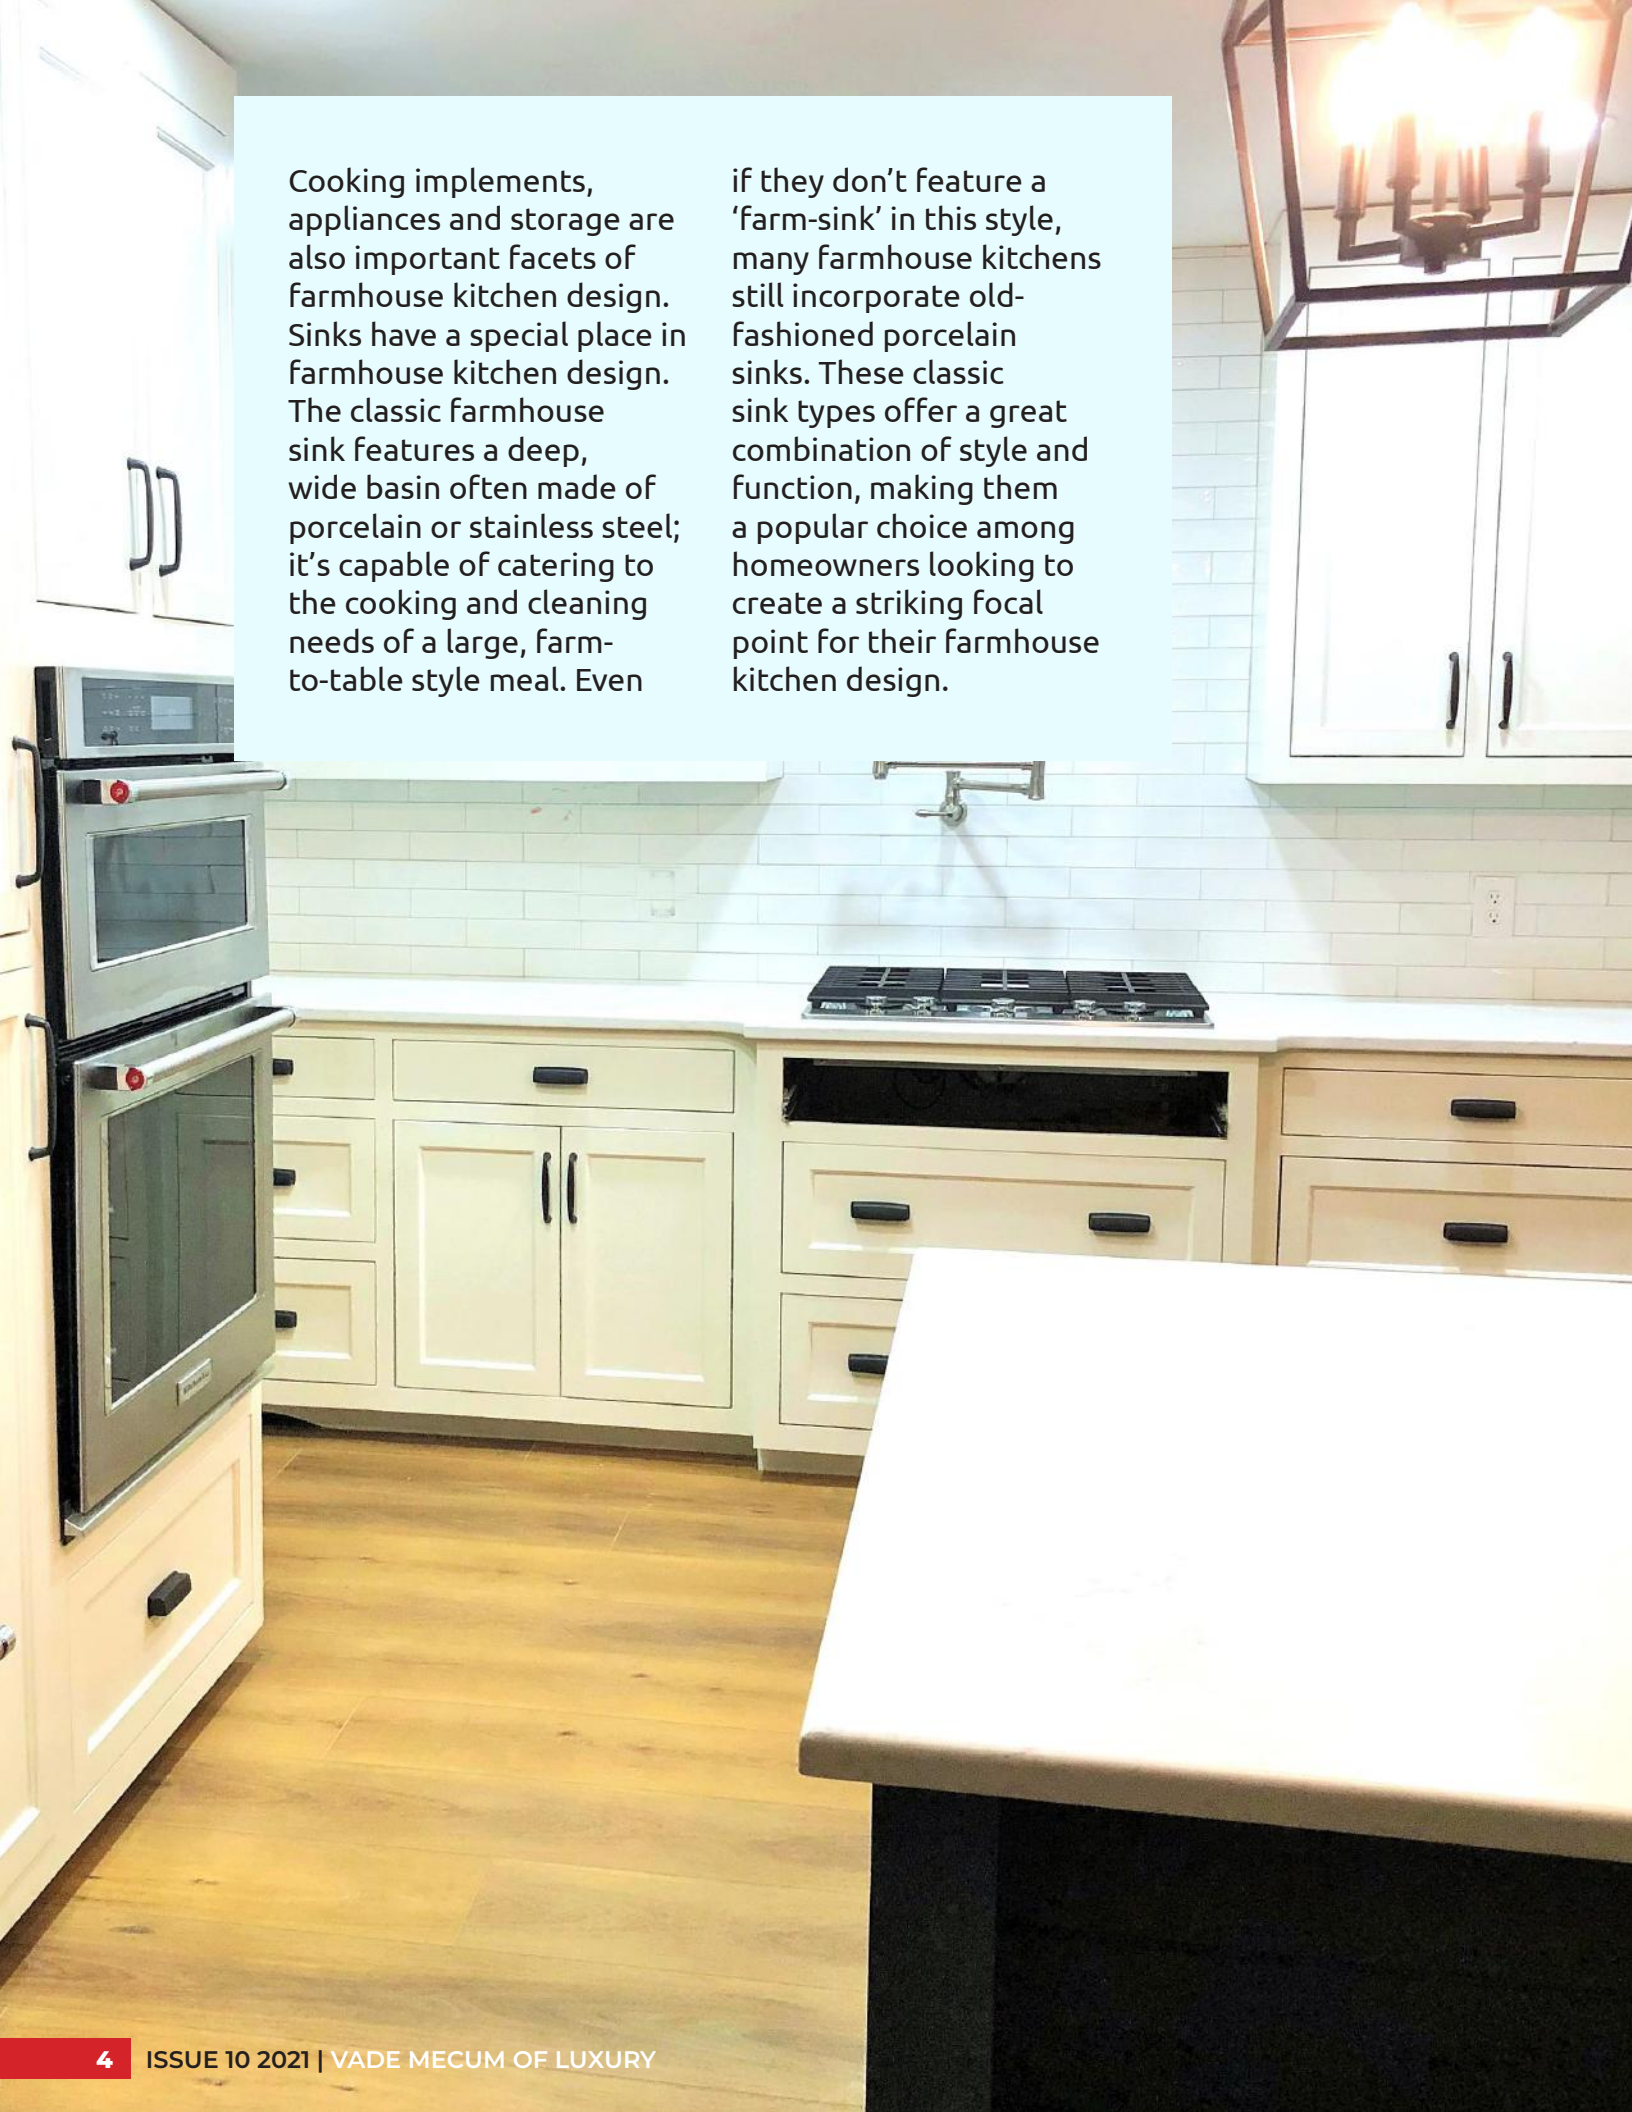 Cooking implements,
appliances and storage are
also important facets of
farmhouse kitchen design.
Sinks have a special place in
farmhouse kitchen design.
The classic farmhouse
sink features a deep,
wide basin often made of
porcelain or stainless steel;
it’s capable of catering to
the cooking and cleaning
needs of a large, farm-
to-table style meal. Even
if they don’t feature a
‘farm-sink’ in this style,
many farmhouse kitchens
still incorporate old-
fashioned porcelain
sinks. These classic
sink types offer a great
combination of style and
function, making them
a popular choice among
homeowners looking to
create a striking focal
point for their farmhouse
kitchen design.
4 ISSUE 10 2021 | VADE MECUM OF LUXURY